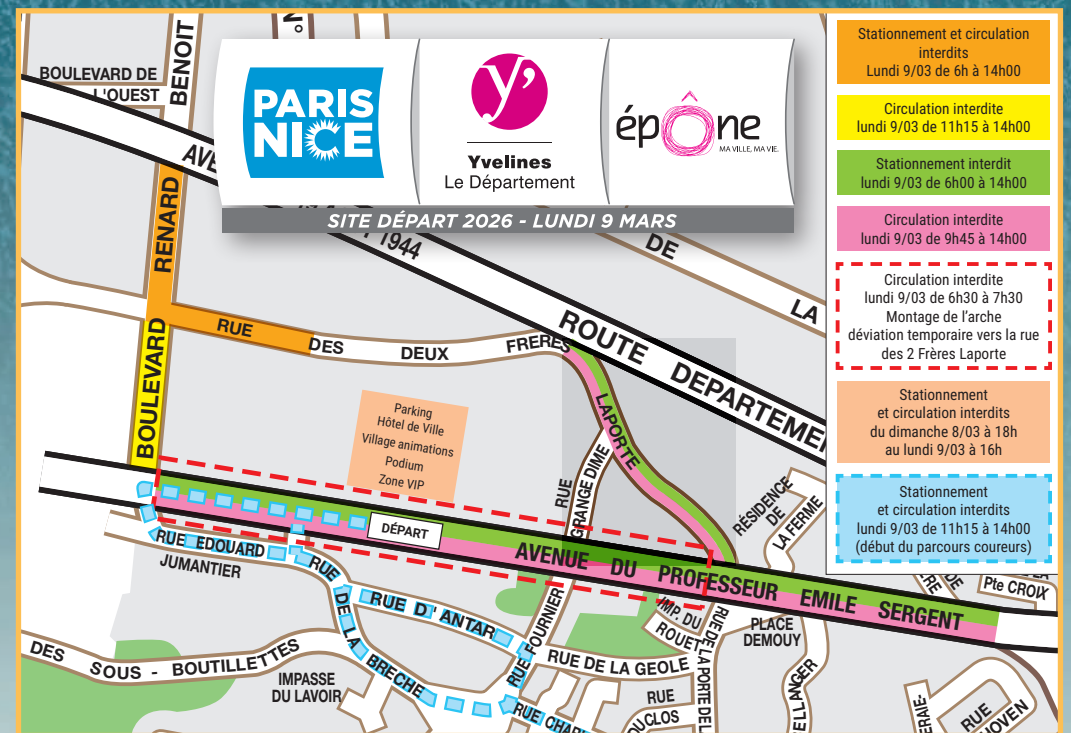 PARIS
NICE
Yvelines
Le Département
épône
MA VILLE, MA VIE.
SITE DÉPART 2026 - LUNDI 9 MARS
Stationnement et circulation
interdits
Lundi 9/03 de 6h à 14h00
Circulation interdite
lundi 9/03 de 11h15 à 14h00
Stationnement interdit
lundi 9/03 de 6h00 à 14h00
Circulation interdite
lundi 9/03 de 9h45 à 14h00
Circulation interdite
lundi 9/03 de 6h30 à 7h30
Montage de l'arche
déviation temporaire vers la rue
des 2 Frères Laporte
Stationnement
et circulation interdits
du dimanche 8/03 à 18h
au lundi 9/03 à 16h
Stationnement
et circulation interdits
lundi 9/03 de 11h15 à 14h00
(début du parcours coureurs)
BOULEVARD DE
L'OUEST
BOULEVARD RENARD BENOIT
AVE
1944
DE
LA
ROUTE DEPARTEME
RUE DES DEUX FRERES LAPORTE
Parking
Hôtel de Ville
Village animations
Podium
Zone VIP
DÉPART
RUE GRANGE DIME
RÉSIDENCE
DE
LA FERME
AVENUE DU PROFESSEUR EMILE SERGENT
RUE EDOUARD
JUMANTIER
RUE DE LA BRECHE
RUE D'ANTAR
RUE FOURNIER
IMP. DU
ROUET
RUE DE LA PORTE DE L
PLACE
DEMOUY
Pte CROIX
DES SOUS - BOUTILLETTES
IMPASSE
DU LAVOIR
RUE DE LA GEOLE
RUE
OUCLOS
RUE CHAR
E LANGER
ERAIE-
RUE
HOVEN